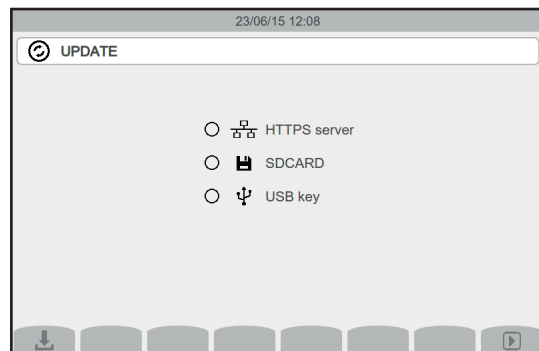 23/06/15 12:08
UPDATE
HTTPS server
SDCARD
USB key